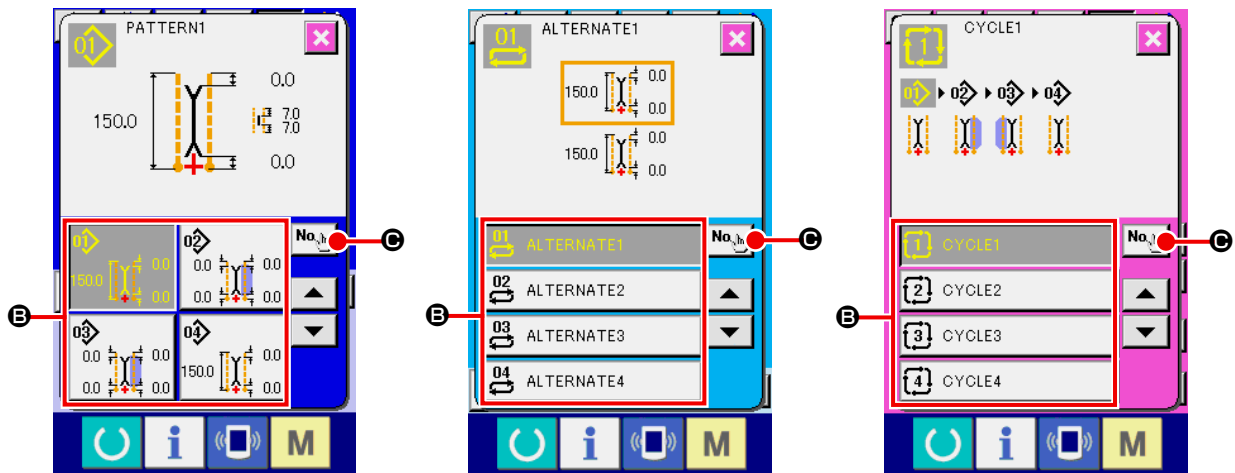 01 PATTERN1
0.0
150.0
7.0
7.0
0.0
01
150.0 0.0
0.0
02
0.0 0.0
0.0 0.0
03
0.0 0.0
0.0 0.0
04
150.0 0.0
0.0
No.
B
C
M
01 ALTERNATE1
150.0 0.0
0.0
150.0 0.0
0.0
01 ALTERNATE1
02 ALTERNATE2
03 ALTERNATE3
04 ALTERNATE4
No.
B
C
M
1 CYCLE1
01 02 03 04
1 CYCLE1
2 CYCLE2
3 CYCLE3
4 CYCLE4
No.
B
C
M